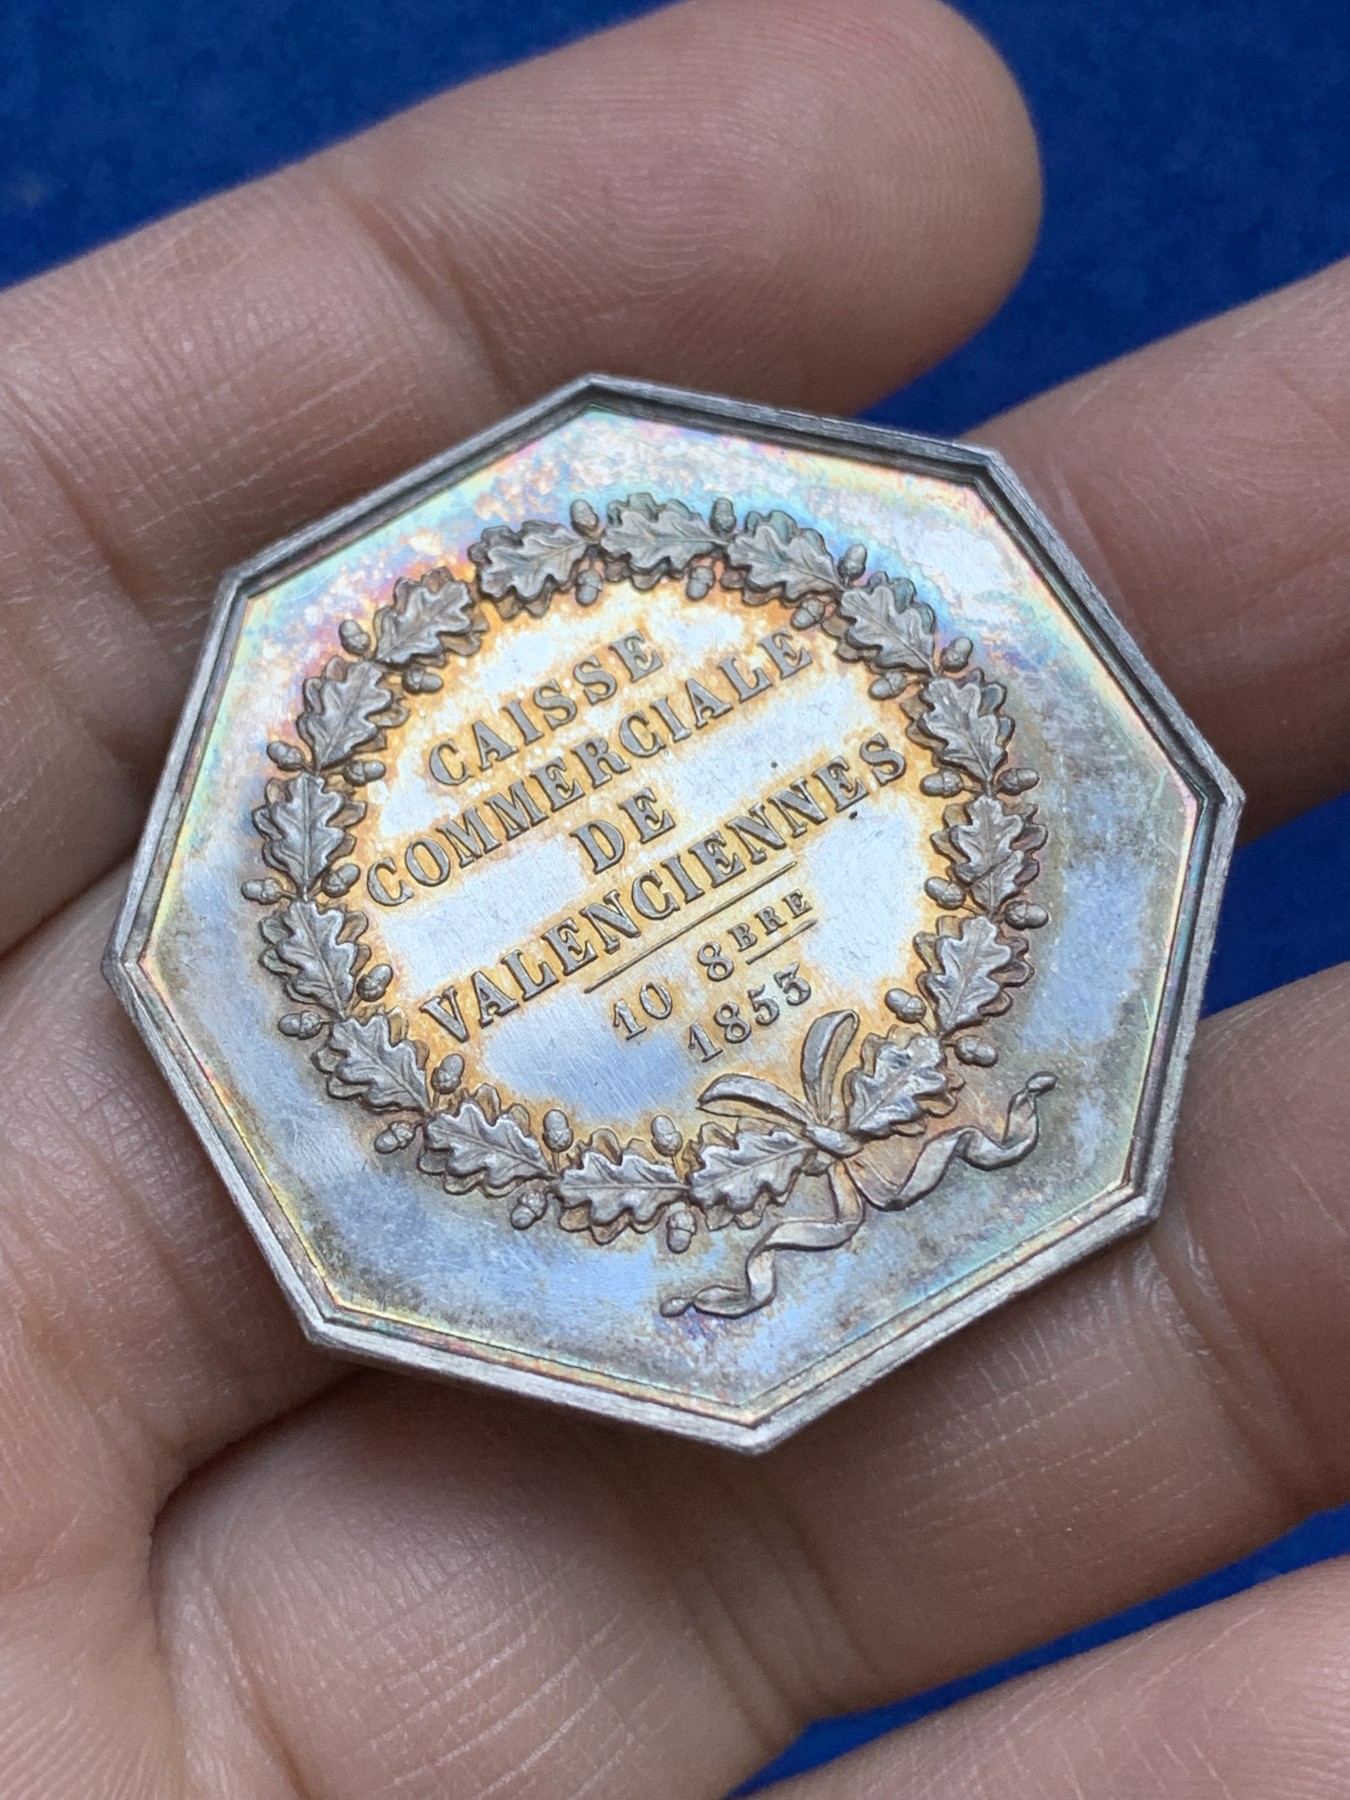 CAISSE
COMMERCIALE
DE
VALENCIENNES
10 8BRE
1853